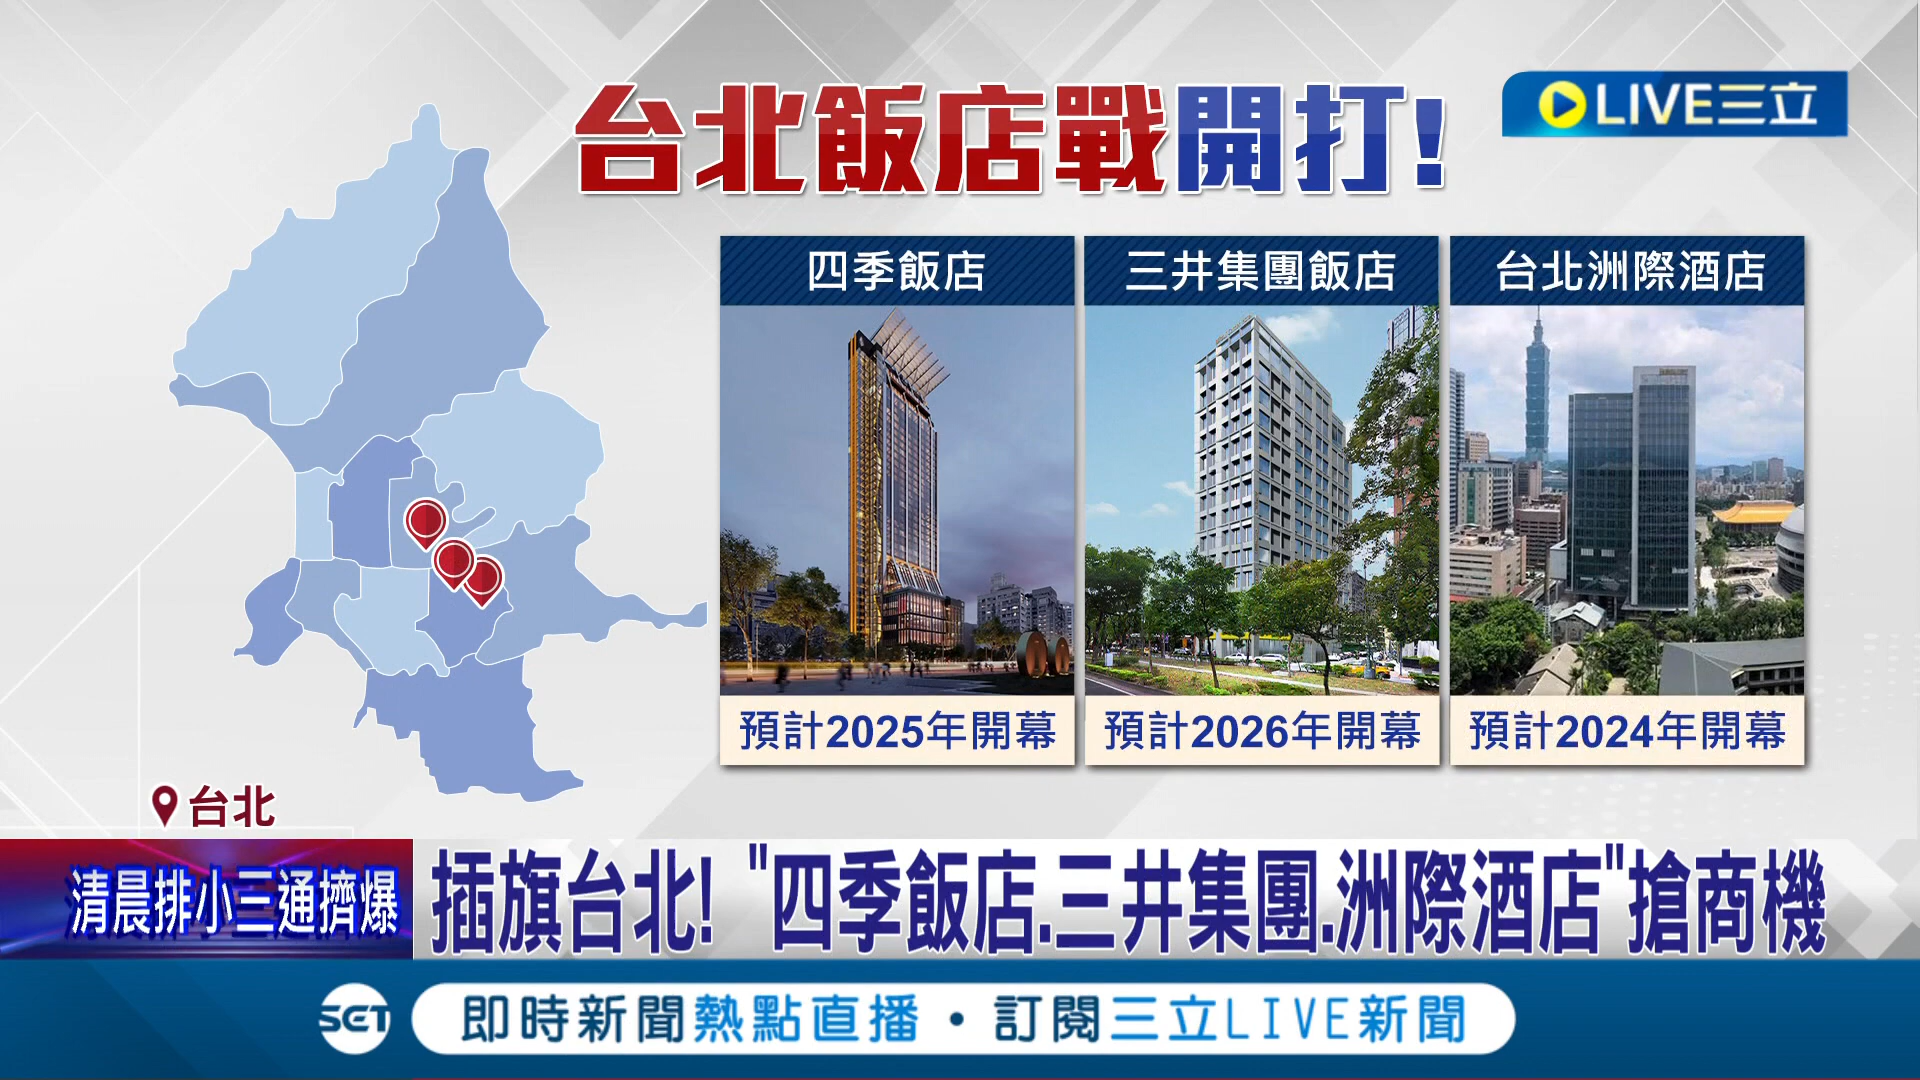 台北飯店戰開打!
LIVE三立
四季飯店
三井集團飯店
台北洲際酒店
預計2025年開幕
預計2026年開幕
預計2024年開幕
台北
清晨排小三通擠爆
插旗台北! "四季飯店.三井集團.洲際酒店"搶商機
SET
即時新聞熱點直播・訂閱三立LIVE新聞